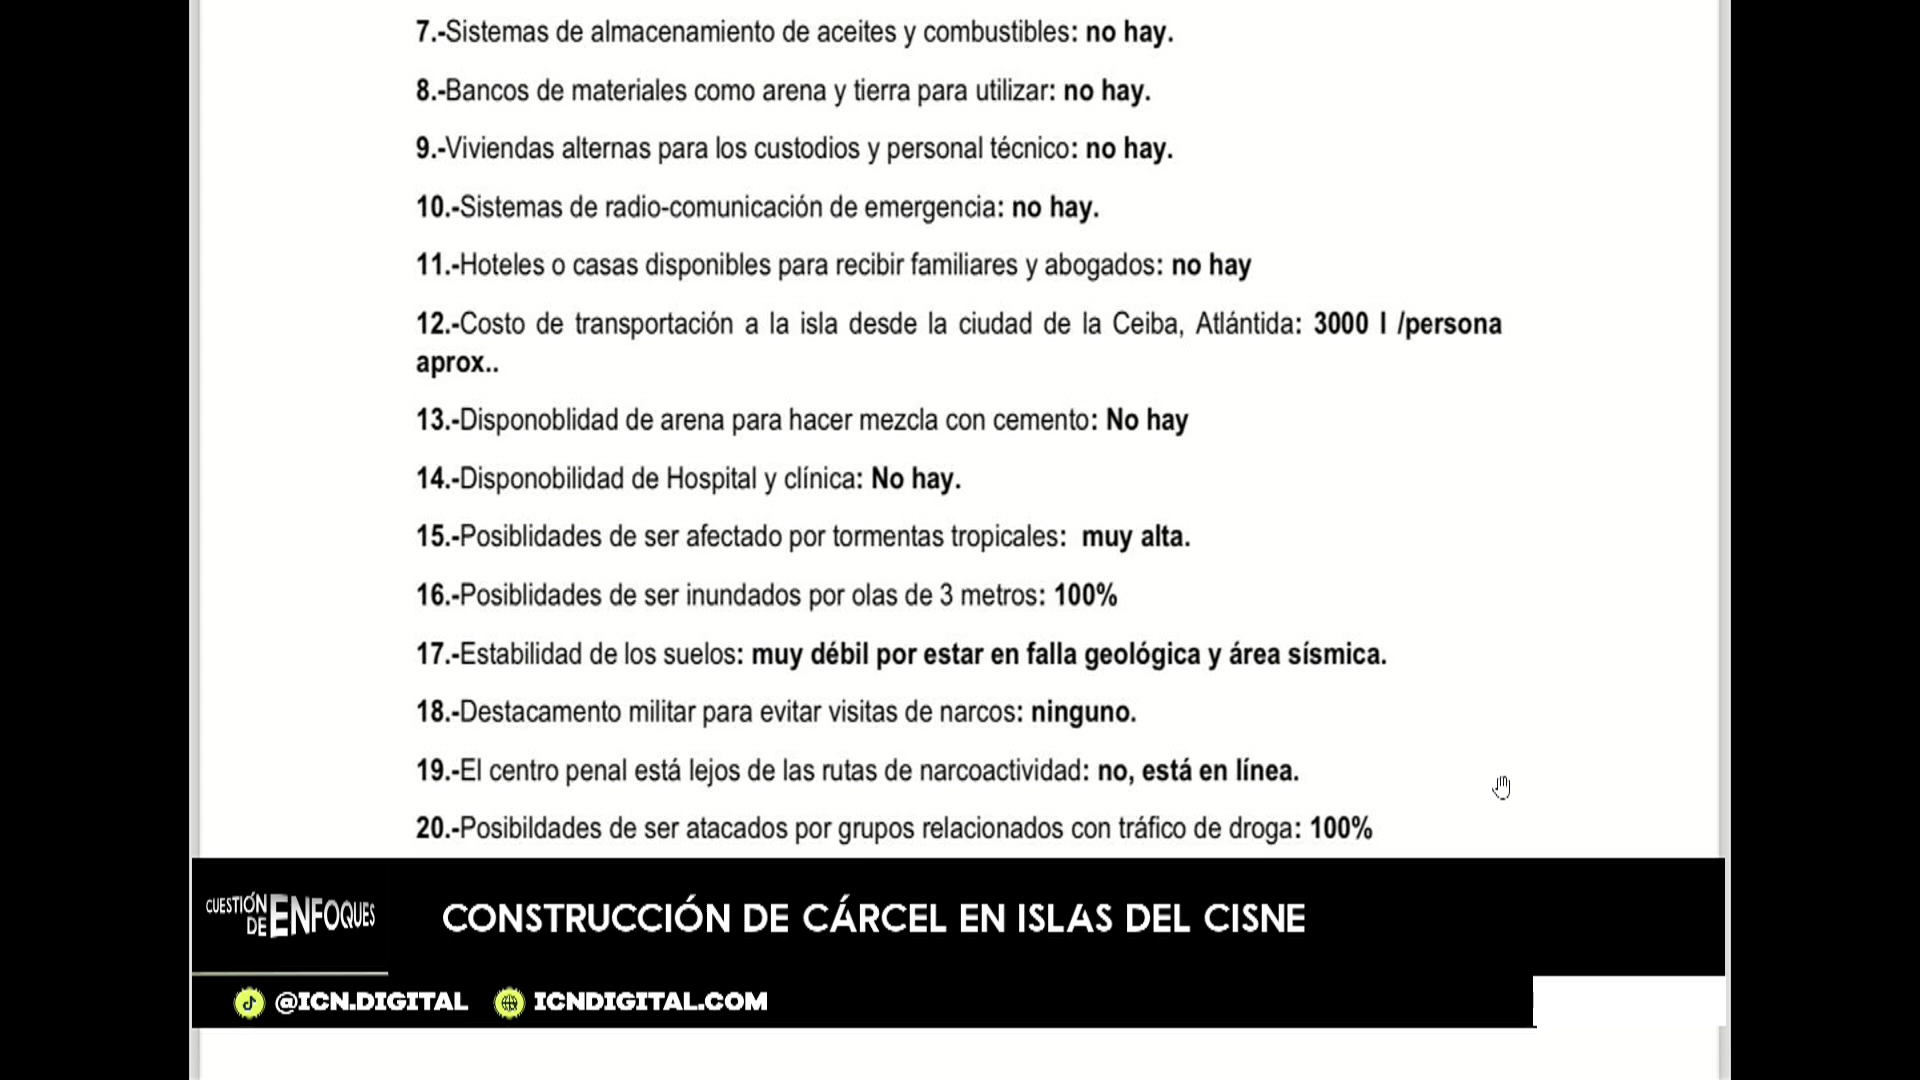 7.-Sistemas de almacenamiento de aceites y combustibles: no hay.
8.-Bancos de materiales como arena y tierra para utilizar: no hay.
9.-Viviendas alternas para los custodios y personal técnico: no hay.
10.-Sistemas de radio-comunicación de emergencia: no hay.
11.-Hoteles o casas disponibles para recibir familiares y abogados: no hay
12.-Costo de transportación a la isla desde la ciudad de la Ceiba, Atlántida: 3000 l /persona
aprox..
13.-Disponoblidad de arena para hacer mezcla con cemento: No hay
14.-Disponobilidad de Hospital y clínica: No hay.
15.-Posiblidades de ser afectado por tormentas tropicales: muy alta.
16.-Posiblidades de ser inundados por olas de 3 metros: 100%
17.-Estabilidad de los suelos: muy débil por estar en falla geológica y área sísmica.
18.-Destacamento militar para evitar visitas de narcos: ninguno.
19.-El centro penal está lejos de las rutas de narcoactividad: no, está en línea.
20.-Posibildades de ser atacados por grupos relacionados con tráfico de droga: 100%
CUESTIÓN DE ENFOQUES
CONSTRUCCIÓN DE CÁRCEL EN ISLAS DEL CISNE
@ICN.DIGITAL ICNDIGITAL.COM